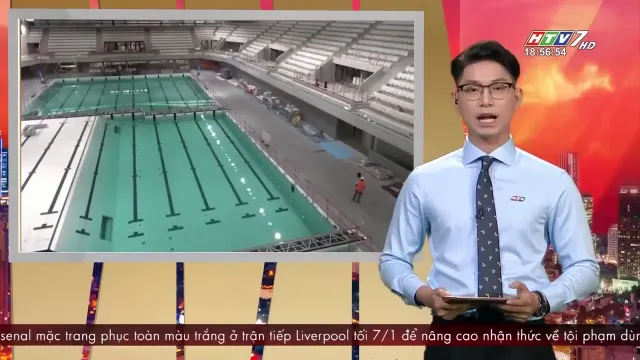 HTV7 HD
18:56:54
HTV
senal mặc trang phục toàn màu trắng ở trận tiếp Liverpool tối 7/1 để nâng cao nhận thức về tội phạm dù